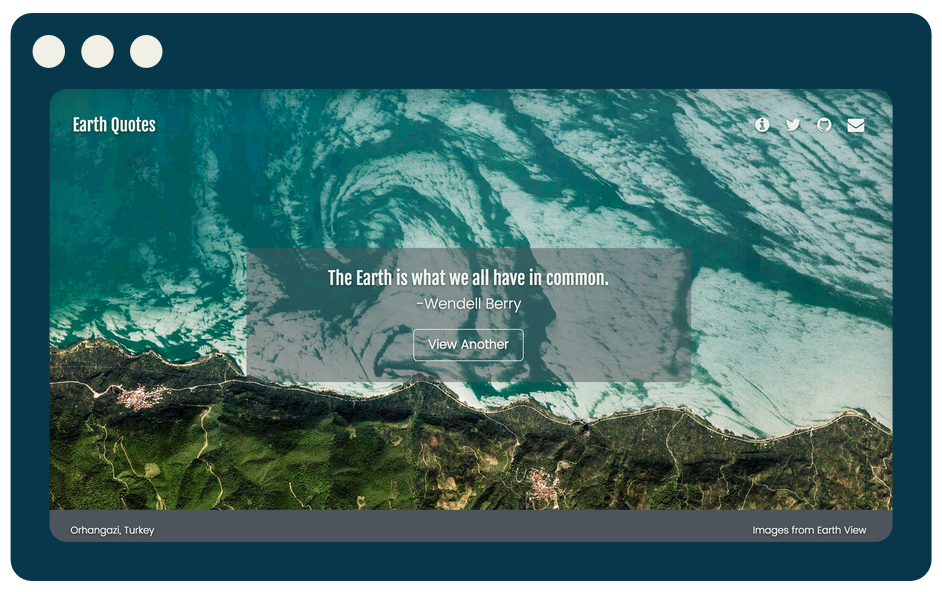 Earth Quotes
The Earth is what we all have in common.
-Wendell Berry
View Another
Orhangazi, Turkey
Images from Earth View